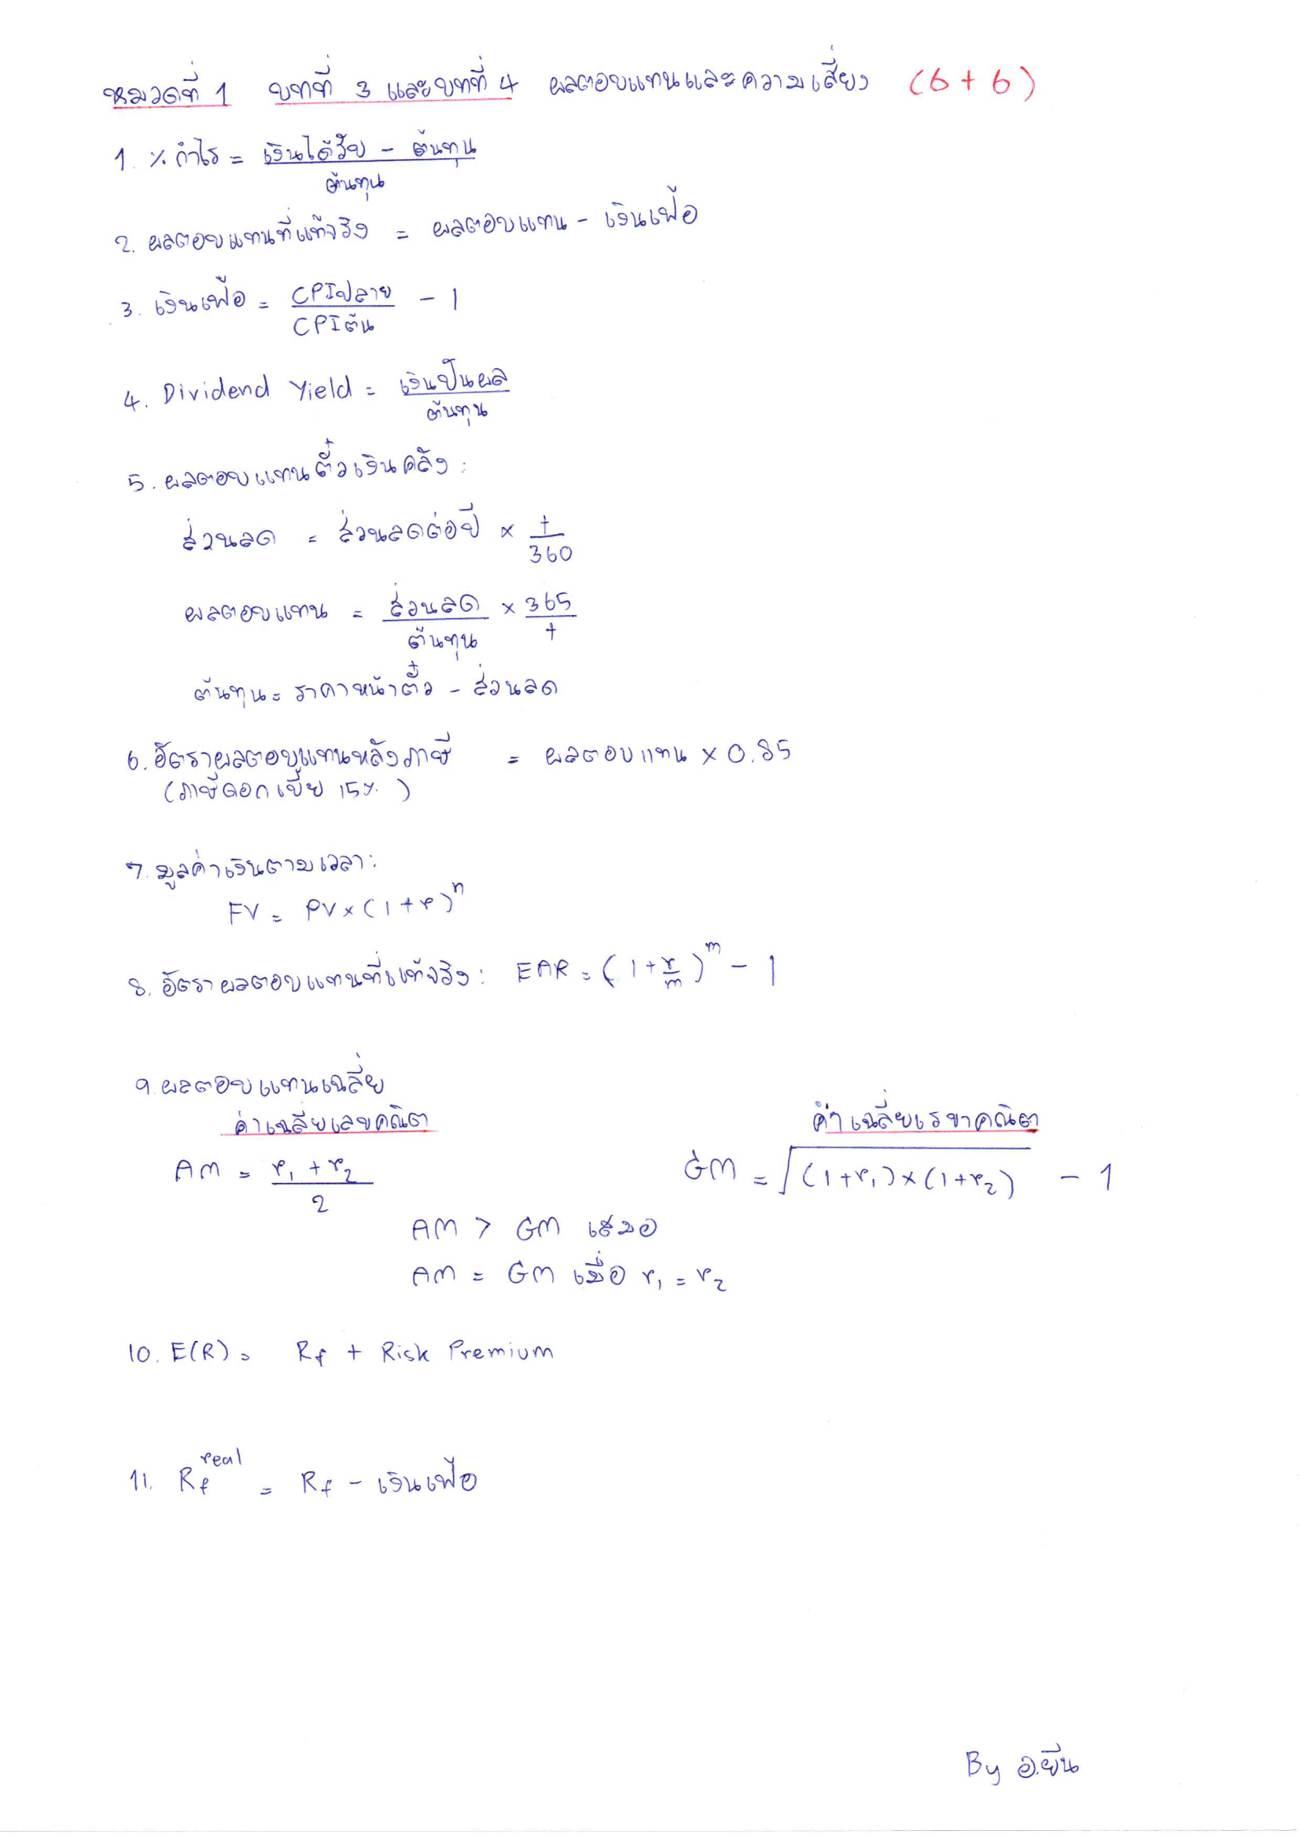 หมวดที่ 1 บทที่ 3 และบทที่ 4 ผลตอบแทนและความเสี่ยง (6 + 6)
1. % กำไร = เงินได้รับ - ต้นทุน
ต้นทุน
2. ผลตอบแทนที่แท้จริง = ผลตอบแทน - เงินเฟ้อ
3. เงินเฟ้อ = CPIปลาย - 1
CPIต้น
4. Dividend Yield = เงินปันผล
ต้นทุน
5. ผลตอบแทนตั๋วเงินคลัง :
ส่วนลด = ส่วนลดต่อปี × t
360
ผลตอบแทน = ส่วนลด × 365
ต้นทุน t
ต้นทุน = ราคาหน้าตั๋ว - ส่วนลด
6. อัตราผลตอบแทนหลังภาษี = ผลตอบแทน × 0.85
(ภาษีดอกเบี้ย 15% )
7. มูลค่าเงินตามเวลา :
FV = PV × (1 + r)^n
8. อัตราผลตอบแทนที่แท้จริง : EAR = (1 + r/m)^m - 1
9. ผลตอบแทนเฉลี่ย
ค่าเฉลี่ยเลขคณิต ค่าเฉลี่ยเรขาคณิต
AM = r₁ + r₂ GM = √(1+r₁)×(1+r₂) - 1
2
AM > GM เสมอ
AM = GM เมื่อ r₁ = r₂
10. E(R) = Rf + Risk Premium
11. Rf^real = Rf - เงินเฟ้อ
By อ.ยีน